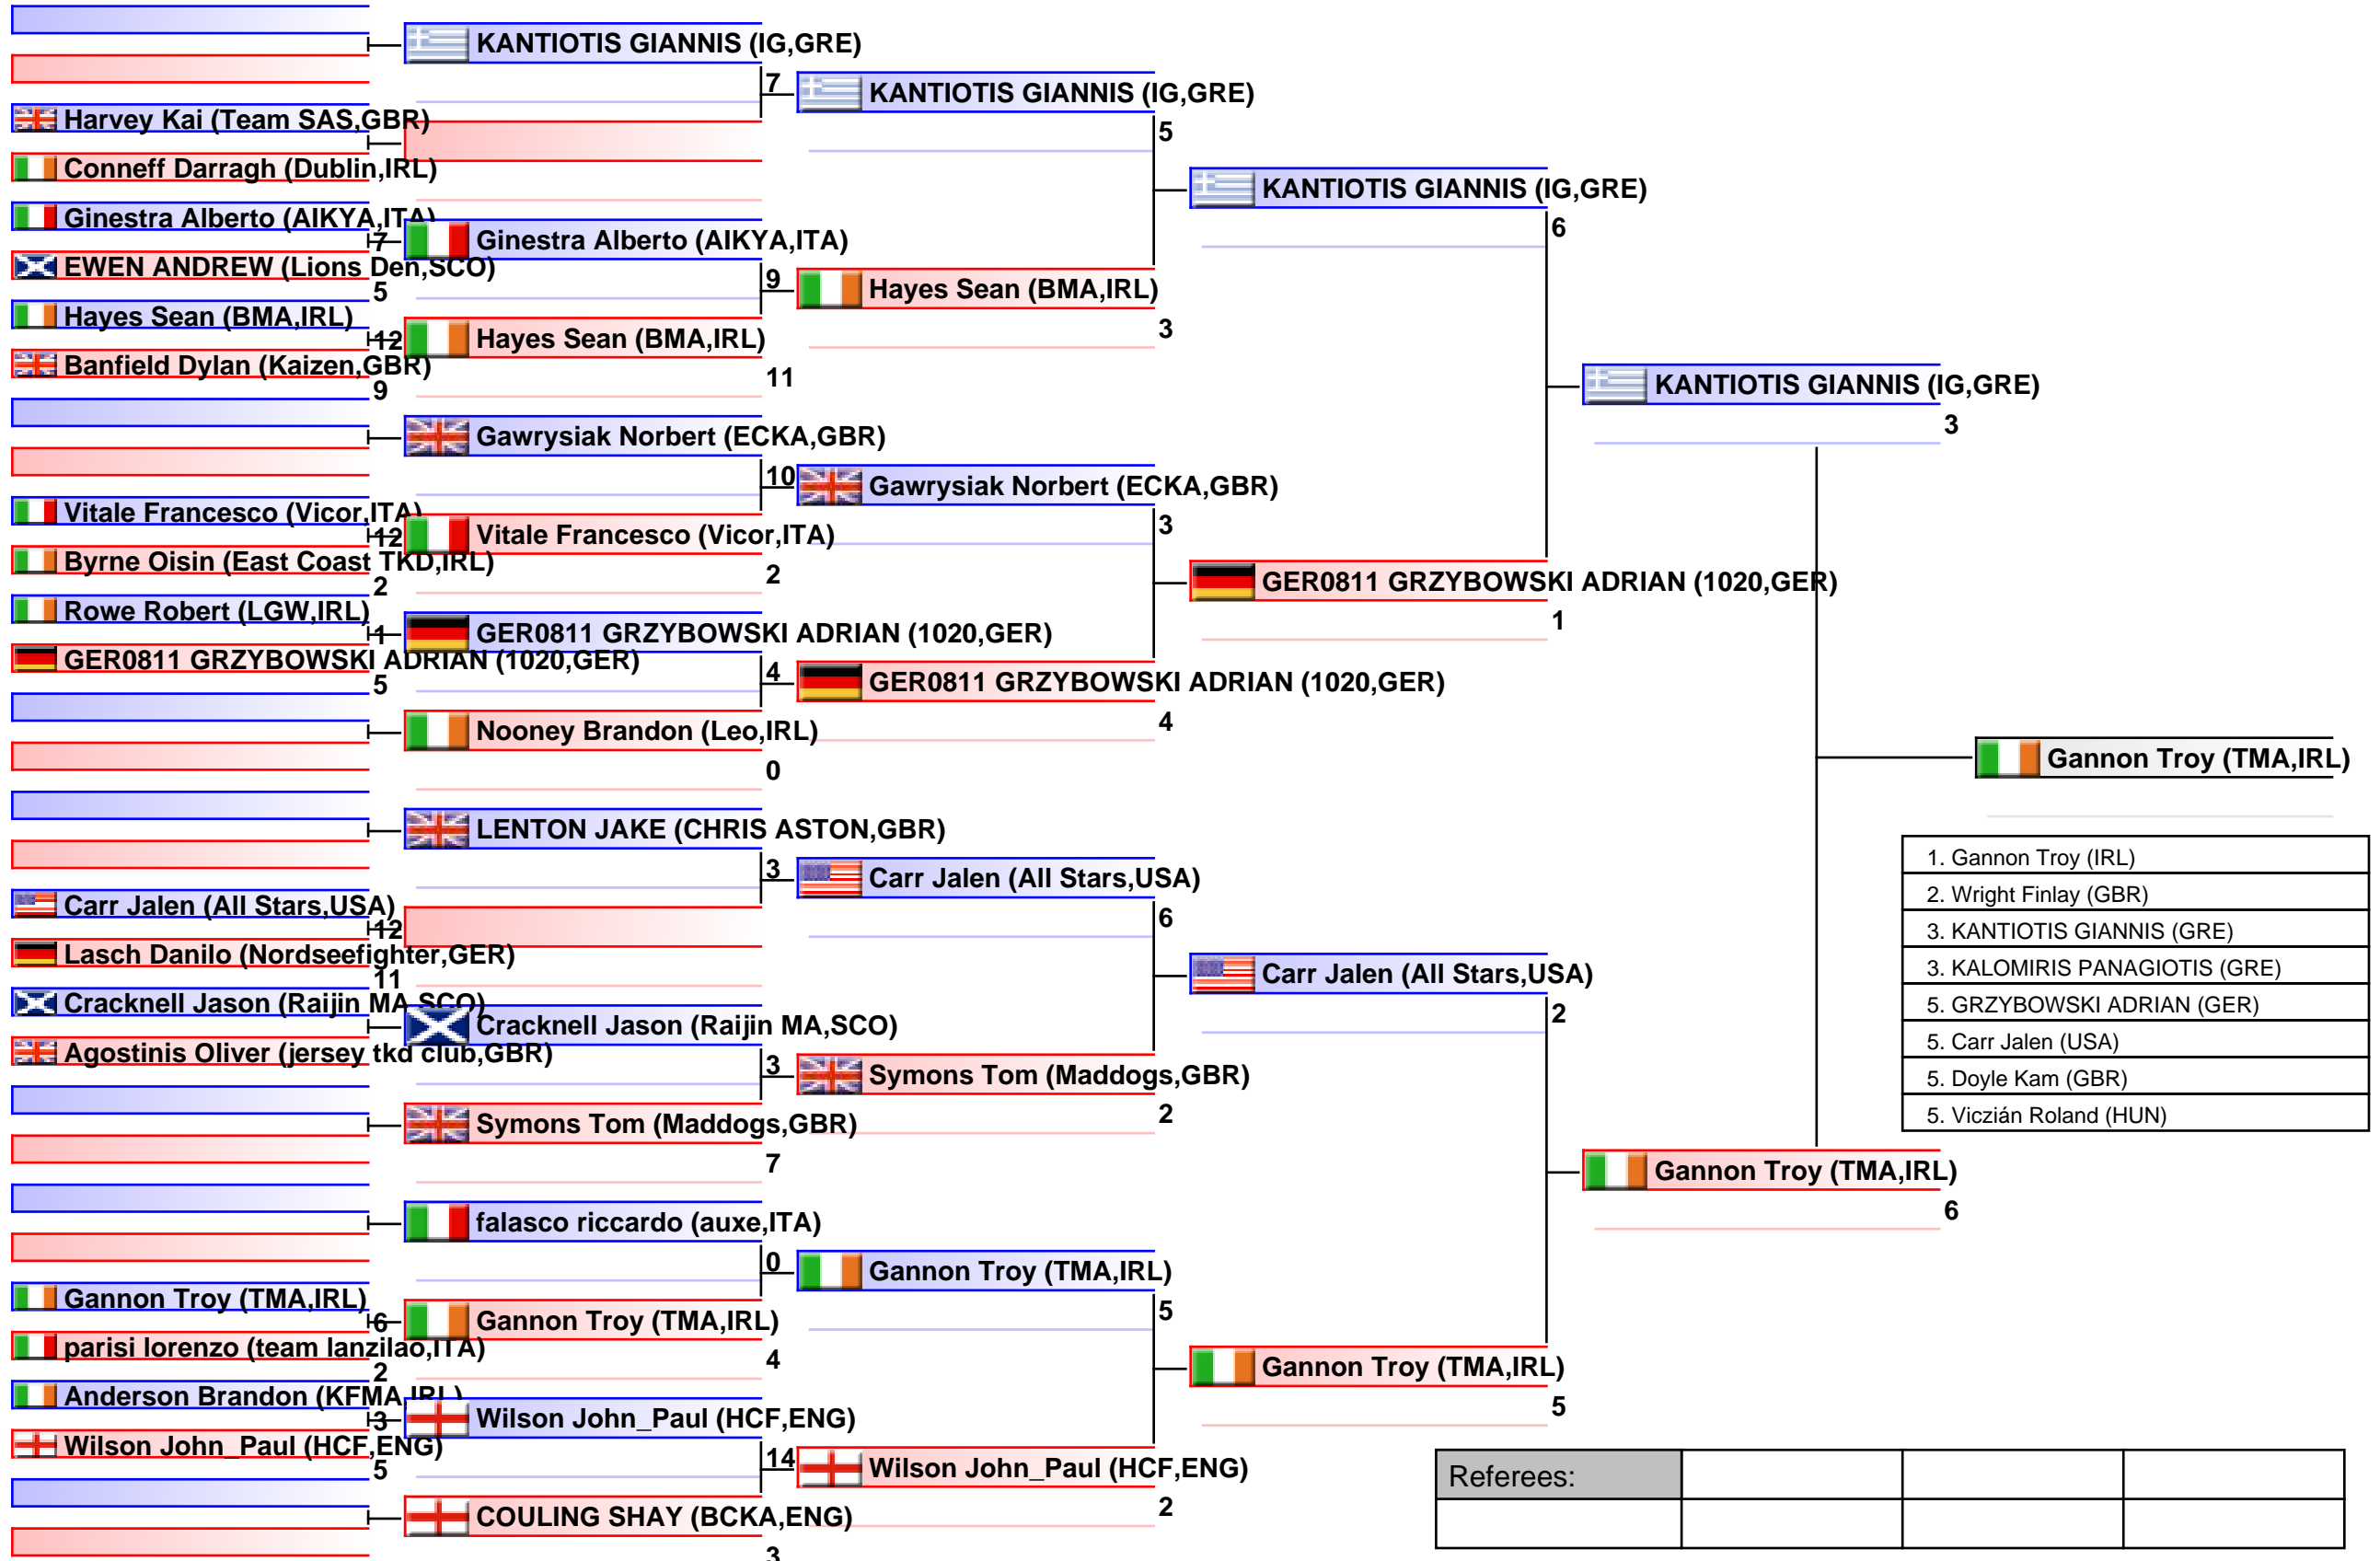 KANTIOTIS GIANNIS (IG,GRE)
7
KANTIOTIS GIANNIS (IG,GRE)
5
Harvey Kai (Team SAS,GBR)
Conneff Darragh (Dublin,IRL)
KANTIOTIS GIANNIS (IG,GRE)
6
Ginestra Alberto (AIKYA,ITA)
7
Ginestra Alberto (AIKYA,ITA)
EWEN ANDREW (Lions Den,SCO)
5
9
Hayes Sean (BMA,IRL)
3
Hayes Sean (BMA,IRL)
12
Hayes Sean (BMA,IRL)
11
Banfield Dylan (Kaizen,GBR)
9
KANTIOTIS GIANNIS (IG,GRE)
3
Gawrysiak Norbert (ECKA,GBR)
10
Gawrysiak Norbert (ECKA,GBR)
3
Vitale Francesco (Vicor,ITA)
12
Vitale Francesco (Vicor,ITA)
2
Byrne Oisin (East Coast TKD,IRL)
2
GER0811 GRZYBOWSKI ADRIAN (1020,GER)
1
Rowe Robert (LGW,IRL)
1
GER0811 GRZYBOWSKI ADRIAN (1020,GER)
GER0811 GRZYBOWSKI ADRIAN (1020,GER)
5
4
GER0811 GRZYBOWSKI ADRIAN (1020,GER)
4
Nooney Brandon (Leo,IRL)
0
Gannon Troy (TMA,IRL)
LENTON JAKE (CHRIS ASTON,GBR)
3
Carr Jalen (All Stars,USA)
6
Carr Jalen (All Stars,USA)
12
Lasch Danilo (Nordseefighter,GER)
11
Carr Jalen (All Stars,USA)
2
Cracknell Jason (Raijin MA,SCO)
Cracknell Jason (Raijin MA,SCO)
Agostinis Oliver (jersey tkd club,GBR)
3
Symons Tom (Maddogs,GBR)
2
Symons Tom (Maddogs,GBR)
7
1. Gannon Troy (IRL)
2. Wright Finlay (GBR)
3. KANTIOTIS GIANNIS (GRE)
3. KALOMIRIS PANAGIOTIS (GRE)
5. GRZYBOWSKI ADRIAN (GER)
5. Carr Jalen (USA)
5. Doyle Kam (GBR)
5. Viczián Roland (HUN)
Gannon Troy (TMA,IRL)
6
falasco riccardo (auxe,ITA)
0
Gannon Troy (TMA,IRL)
5
Gannon Troy (TMA,IRL)
6
Gannon Troy (TMA,IRL)
4
parisi lorenzo (team lanzilao,ITA)
2
Gannon Troy (TMA,IRL)
5
Anderson Brandon (KFMA,IRL)
3
Wilson John_Paul (HCF,ENG)
Wilson John_Paul (HCF,ENG)
5
14
Wilson John_Paul (HCF,ENG)
2
COULING SHAY (BCKA,ENG)
3
Referees: